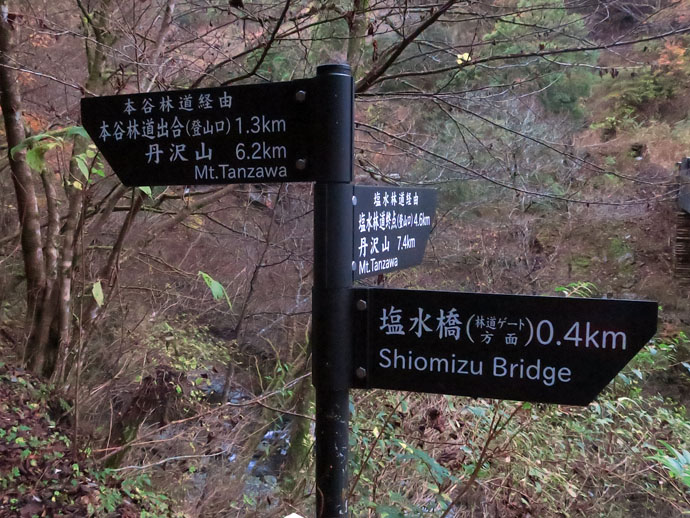 本谷林道経由
本谷林道出合(登山口) 1.3km
丹沢山 6.2km
Mt.Tanzawa
塩水林道経由
塩水林道終点(登山口) 4.6km
丹沢山 7.4km
Mt.Tanzawa
塩水橋(林道ゲート方面)0.4km
Shiomizu Bridge